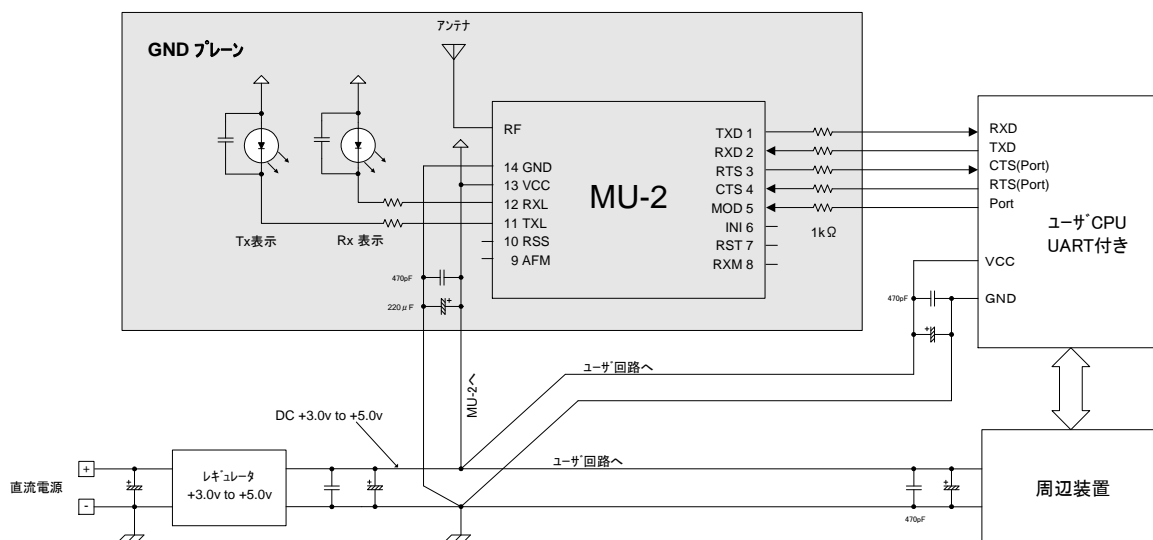 アンテナ
GND プレーン
RF
14 GND
13 VCC
12 RXL
11 TXL
10 RSS
9 AFM
MU-2
TXD 1
RXD 2
RTS 3
CTS 4
MOD 5
INI 6
RST 7
RXM 8
1kΩ
RXD
TXD
CTS(Port)
RTS(Port)
Port
VCC
GND
ユーザCPU
UART付き
Tx表示
Rx 表示
470pF
220μF
+
470pF
+
ユーザ回路へ
MU-2へ
DC +3.0v to +5.0v
ユーザ回路へ
直流電源
+
-
+
レギュレータ
+3.0v to +5.0v
+
470pF
+
周辺装置